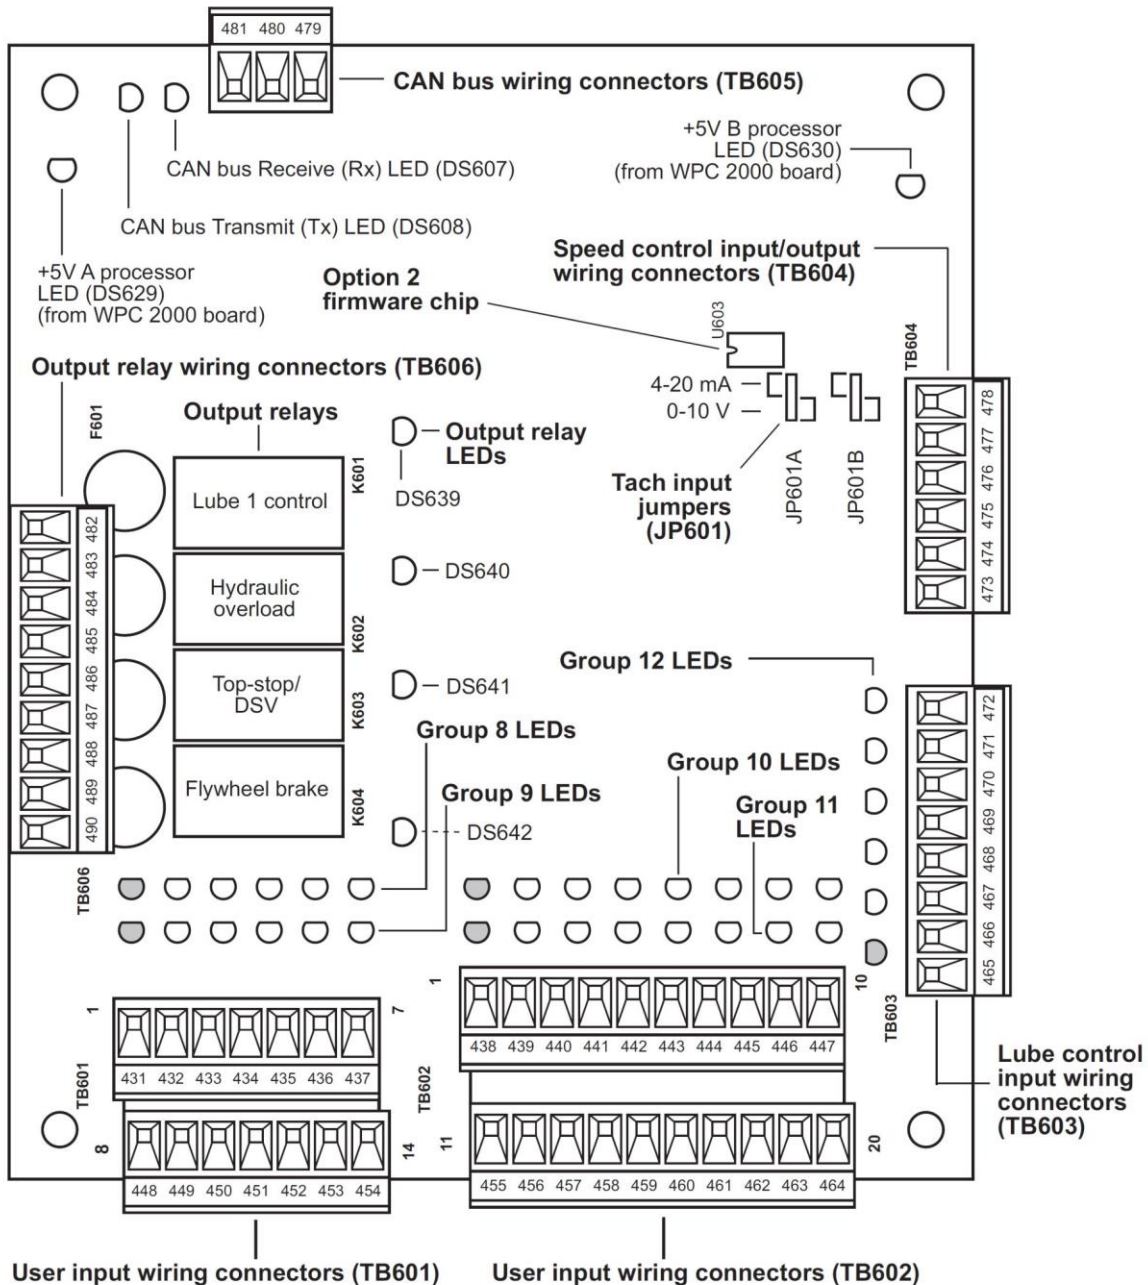 481 480 479
CAN bus wiring connectors (TB605)
+5V B processor
LED (DS630)
(from WPC 2000 board)
CAN bus Receive (Rx) LED (DS607)
CAN bus Transmit (Tx) LED (DS608)
+5V A processor
LED (DS629)
(from WPC 2000 board)
Option 2
firmware chip
Speed control input/output
wiring connectors (TB604)
U603
TB604
4-20 mA
0-10 V
JP601A
JP601B
Tach input
jumpers
(JP601)
478
477
476
475
474
473
Output relay wiring connectors (TB606)
F601
Output relays
Output relay
LEDs
DS639
Lube 1 control
K601
DS640
Hydraulic
overload
K602
DS641
Top-stop/
DSV
K603
Flywheel brake
K604
DS642
482
483
484
485
486
487
488
489
490
TB606
Group 8 LEDs
Group 9 LEDs
Group 10 LEDs
Group 11
LEDs
Group 12 LEDs
472
471
470
469
468
467
466
465
TB603
Lube control
input wiring
connectors
(TB603)
1
7
431 432 433 434 435 436 437
TB601
8
14
448 449 450 451 452 453 454
1
10
438 439 440 441 442 443 444 445 446 447
TB602
11
20
455 456 457 458 459 460 461 462 463 464
User input wiring connectors (TB601)
User input wiring connectors (TB602)